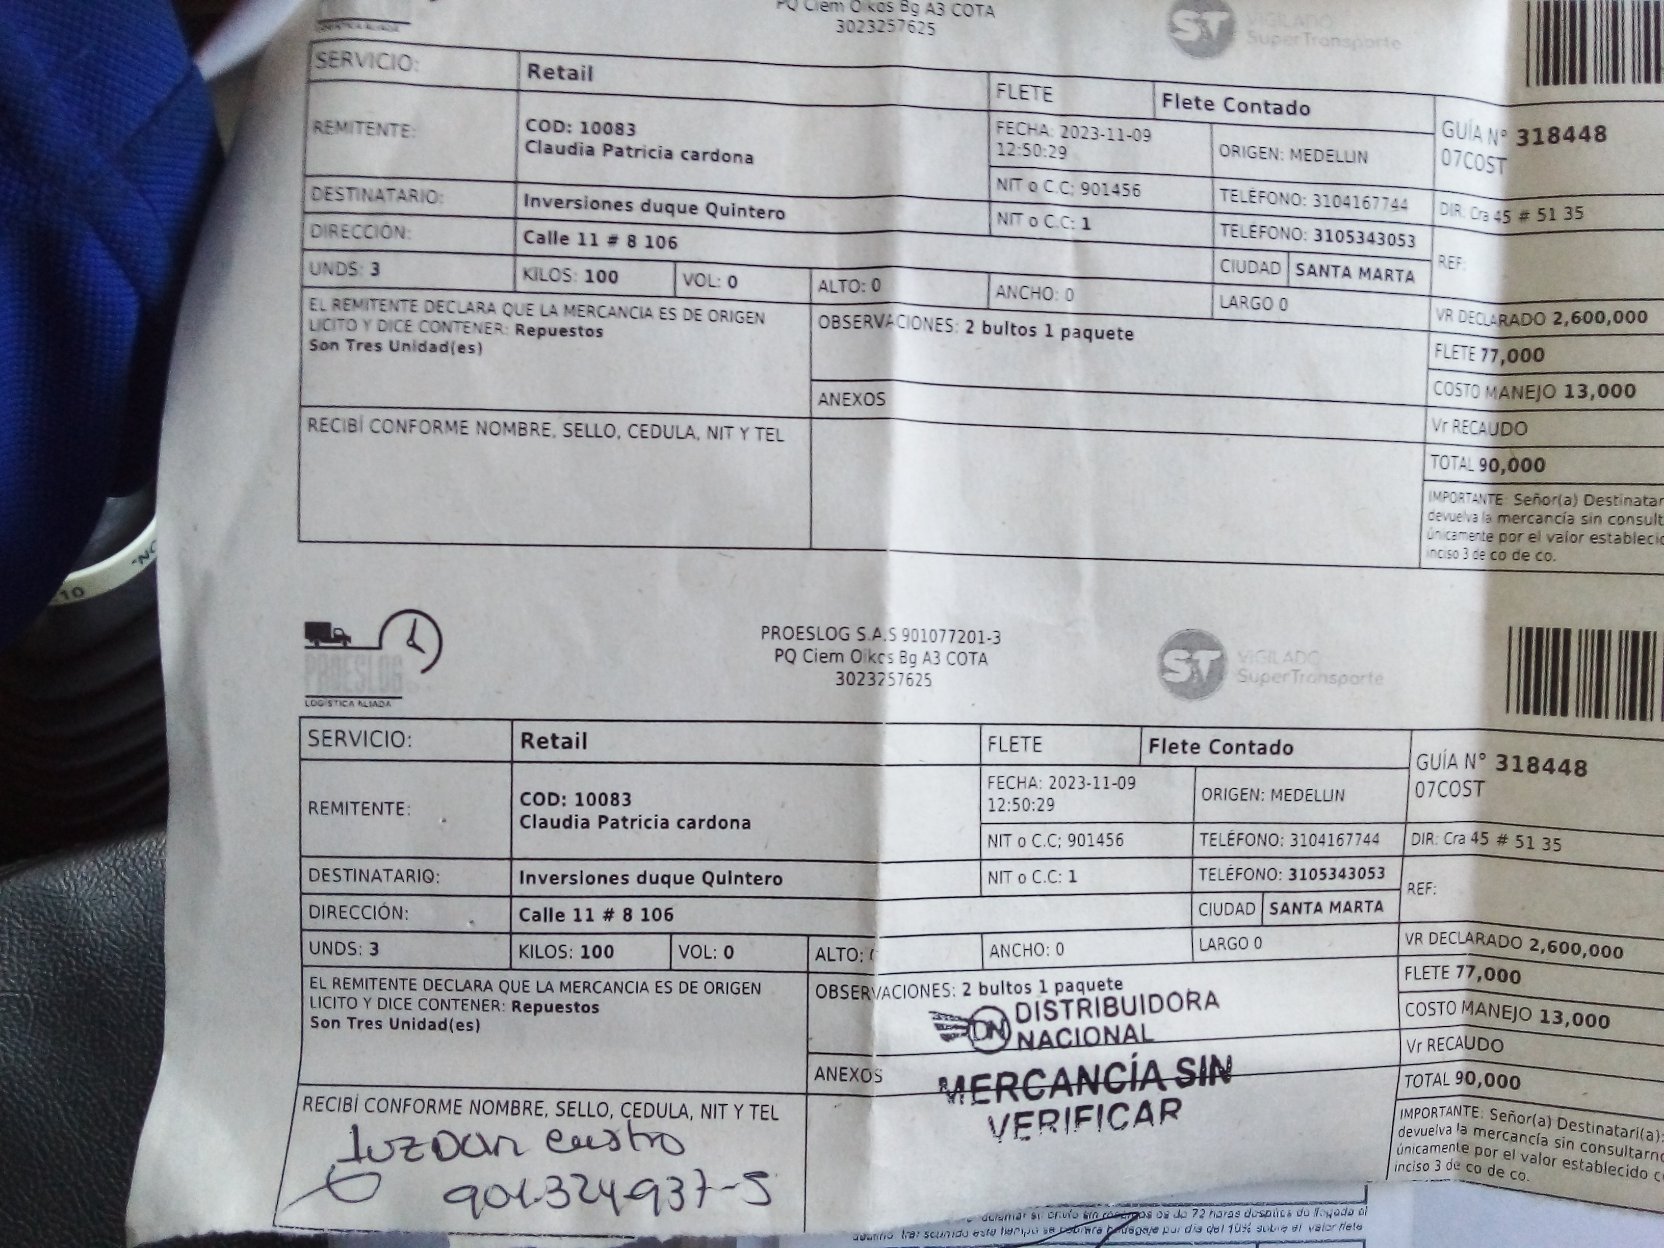 PQ Ciem Oikos Bg A3 COTA
3023257625
ST VIGILADO
SuperTransporte
SERVICIO: Retail
FLETE Flete Contado
REMITENTE: COD: 10083
Claudia Patricia cardona
FECHA: 2023-11-09
12:50:29
ORIGEN: MEDELLIN
GUÍA N° 318448
07COST
NIT o C.C; 901456
TELÉFONO: 3104167744
DIR: Cra 45 # 51 35
DESTINATARIO: Inversiones duque Quintero
NIT o C.C: 1
TELÉFONO: 3105343053
REF:
DIRECCIÓN: Calle 11 # 8 106
CIUDAD SANTA MARTA
UNDS: 3 KILOS: 100 VOL: 0 ALTO: 0 ANCHO: 0 LARGO 0
VR DECLARADO 2,600,000
EL REMITENTE DECLARA QUE LA MERCANCIA ES DE ORIGEN
LICITO Y DICE CONTENER: Repuestos
Son Tres Unidad(es)
OBSERVACIONES: 2 bultos 1 paquete
FLETE 77,000
COSTO MANEJO 13,000
ANEXOS
Vr RECAUDO
TOTAL 90,000
RECIBÍ CONFORME NOMBRE, SELLO, CEDULA, NIT Y TEL
IMPORTANTE: Señor(a) Destinatar
devuelva la mercancía sin consult
únicamente por el valor establecid
inciso 3 de co de co.
PROESLOG
LOGÍSTICA ALIADA
PROESLOG S.A.S 901077201-3
PQ Ciem Oikos Bg A3 COTA
3023257625
ST VIGILADO
SuperTransporte
SERVICIO: Retail
FLETE Flete Contado
REMITENTE: COD: 10083
Claudia Patricia cardona
FECHA: 2023-11-09
12:50:29
ORIGEN: MEDELLIN
GUÍA N° 318448
07COST
NIT o C.C; 901456
TELÉFONO: 3104167744
DIR: Cra 45 # 51 35
DESTINATARIO: Inversiones duque Quintero
NIT o C.C: 1
TELÉFONO: 3105343053
REF:
DIRECCIÓN: Calle 11 # 8 106
CIUDAD SANTA MARTA
UNDS: 3 KILOS: 100 VOL: 0 ALTO: ANCHO: 0 LARGO 0
VR DECLARADO 2,600,000
EL REMITENTE DECLARA QUE LA MERCANCIA ES DE ORIGEN
LICITO Y DICE CONTENER: Repuestos
Son Tres Unidad(es)
OBSERVACIONES: 2 bultos 1 paquete
FLETE 77,000
COSTO MANEJO 13,000
DN DISTRIBUIDORA
NACIONAL
MERCANCÍA SIN
VERIFICAR
ANEXOS
Vr RECAUDO
TOTAL 90,000
RECIBÍ CONFORME NOMBRE, SELLO, CEDULA, NIT Y TEL
luz Dan Castro
901324937-5
IMPORTANTE: Señor(a) Destinatari(a):
devuelva la mercancía sin consultarno
únicamente por el valor establecido c
inciso 3 de co de co.